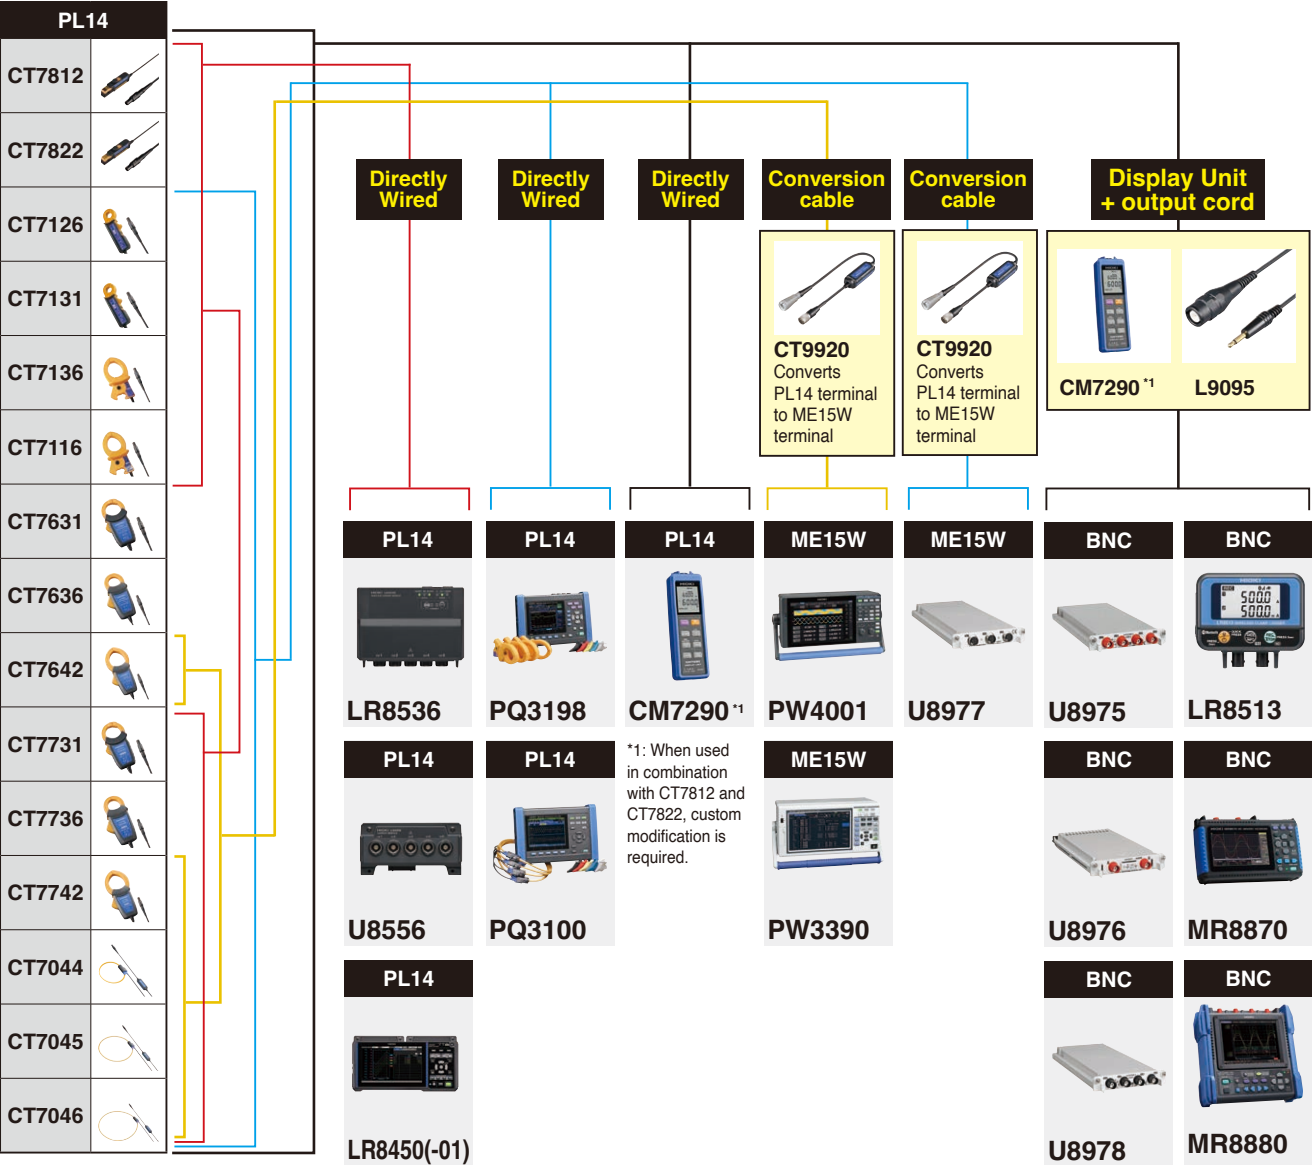 PL14
CT7812
CT7822
CT7126
CT7131
CT7136
CT7116
CT7631
CT7636
CT7642
CT7731
CT7736
CT7742
CT7044
CT7045
CT7046
Directly
Wired
Directly
Wired
Directly
Wired
Conversion
cable
Conversion
cable
Display Unit
+ output cord
CT9920
Converts
PL14 terminal
to ME15W
terminal
CT9920
Converts
PL14 terminal
to ME15W
terminal
CM7290 *1
L9095
PL14
LR8536
PL14
PQ3198
PL14
CM7290 *1
ME15W
PW4001
ME15W
U8977
BNC
U8975
BNC
LR8513
PL14
U8556
PL14
PQ3100
*1: When used
in combination
with CT7812 and
CT7822, custom
modification is
required.
ME15W
PW3390
BNC
U8976
BNC
MR8870
PL14
LR8450(-01)
BNC
U8978
BNC
MR8880